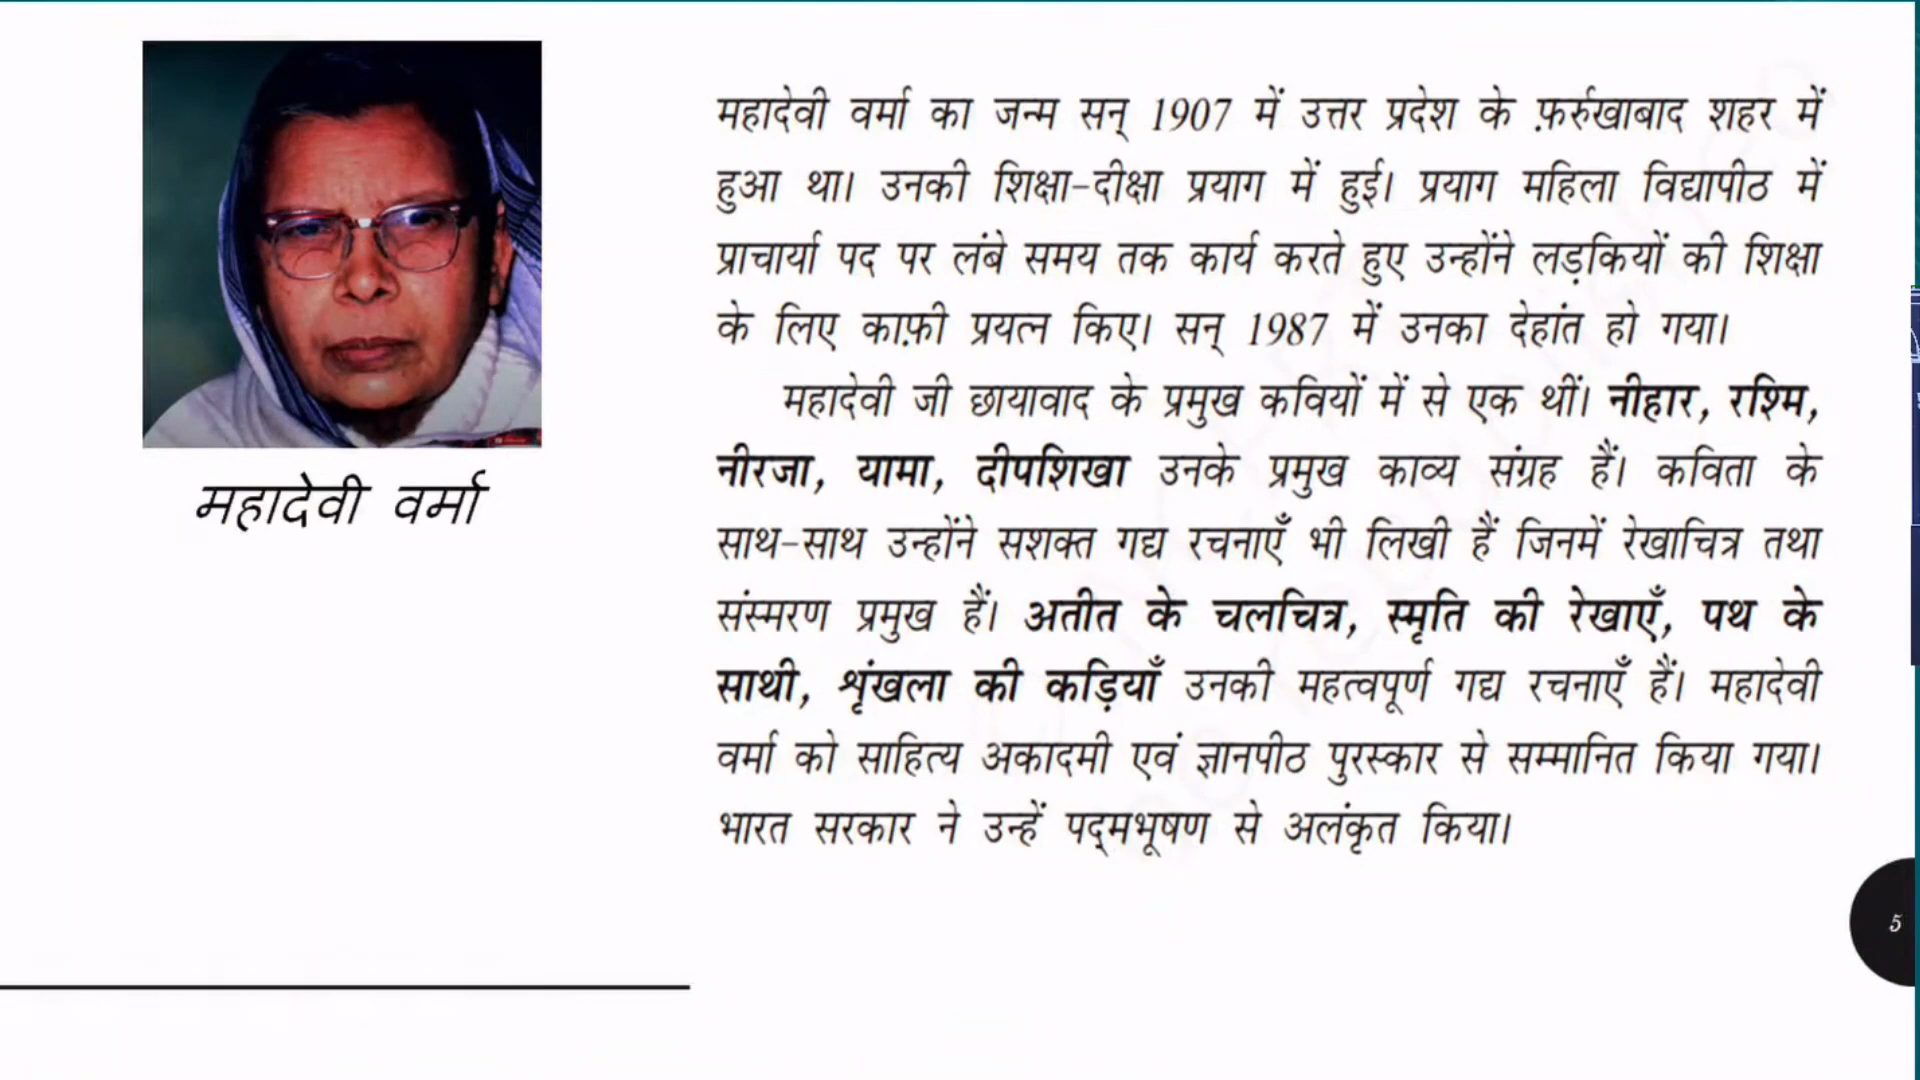 महादेवी वर्मा
महादेवी वर्मा का जन्म सन् 1907 में उत्तर प्रदेश के फ़र्रुखाबाद शहर में
हुआ था। उनकी शिक्षा-दीक्षा प्रयाग में हुई। प्रयाग महिला विद्यापीठ में
प्राचार्या पद पर लंबे समय तक कार्य करते हुए उन्होंने लड़कियों की शिक्षा
के लिए काफ़ी प्रयत्न किए। सन् 1987 में उनका देहांत हो गया।
महादेवी जी छायावाद के प्रमुख कवियों में से एक थीं। नीहार, रश्मि,
नीरजा, यामा, दीपशिखा उनके प्रमुख काव्य संग्रह हैं। कविता के
साथ-साथ उन्होंने सशक्त गद्य रचनाएँ भी लिखी हैं जिनमें रेखाचित्र तथा
संस्मरण प्रमुख हैं। अतीत के चलचित्र, स्मृति की रेखाएँ, पथ के
साथी, शृंखला की कड़ियाँ उनकी महत्वपूर्ण गद्य रचनाएँ हैं। महादेवी
वर्मा को साहित्य अकादमी एवं ज्ञानपीठ पुरस्कार से सम्मानित किया गया।
भारत सरकार ने उन्हें पद्मभूषण से अलंकृत किया।
5